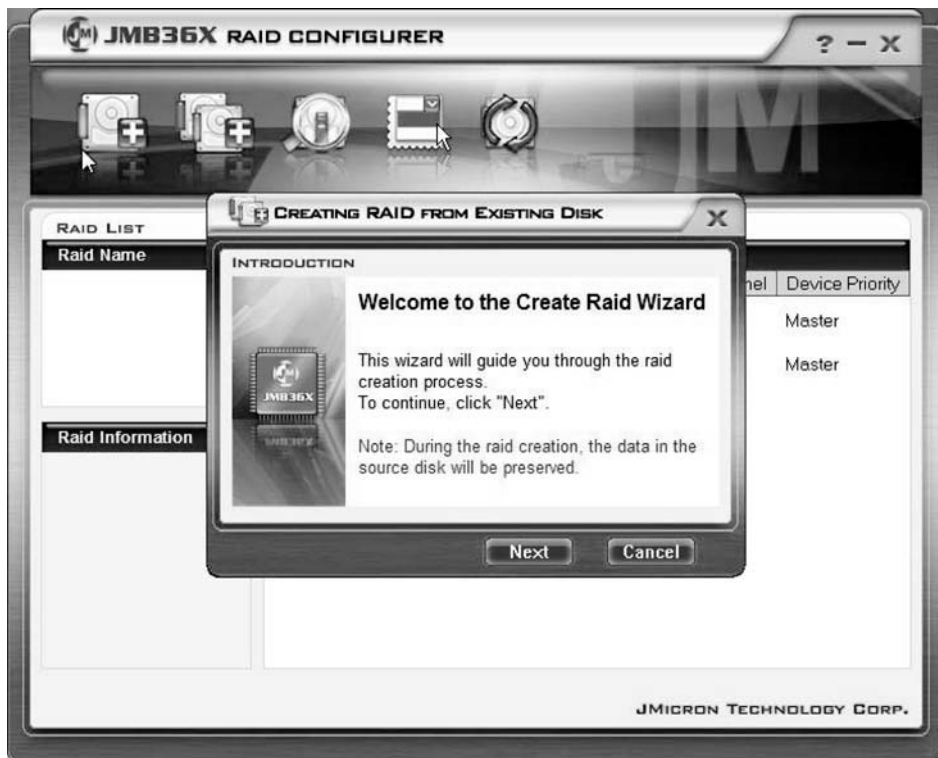 JMB36X RAID CONFIGURER
? – X
JM
RAID LIST
Raid Name
CREATING RAID FROM EXISTING DISK
X
INTRODUCTION
Welcome to the Create Raid Wizard
This wizard will guide you through the raid
creation process.
To continue, click "Next".
Note: During the raid creation, the data in the
source disk will be preserved.
JMB36X
Next Cancel
nel Device Priority
Master
Master
Raid Information
JMICRON TECHNOLOGY CORP.